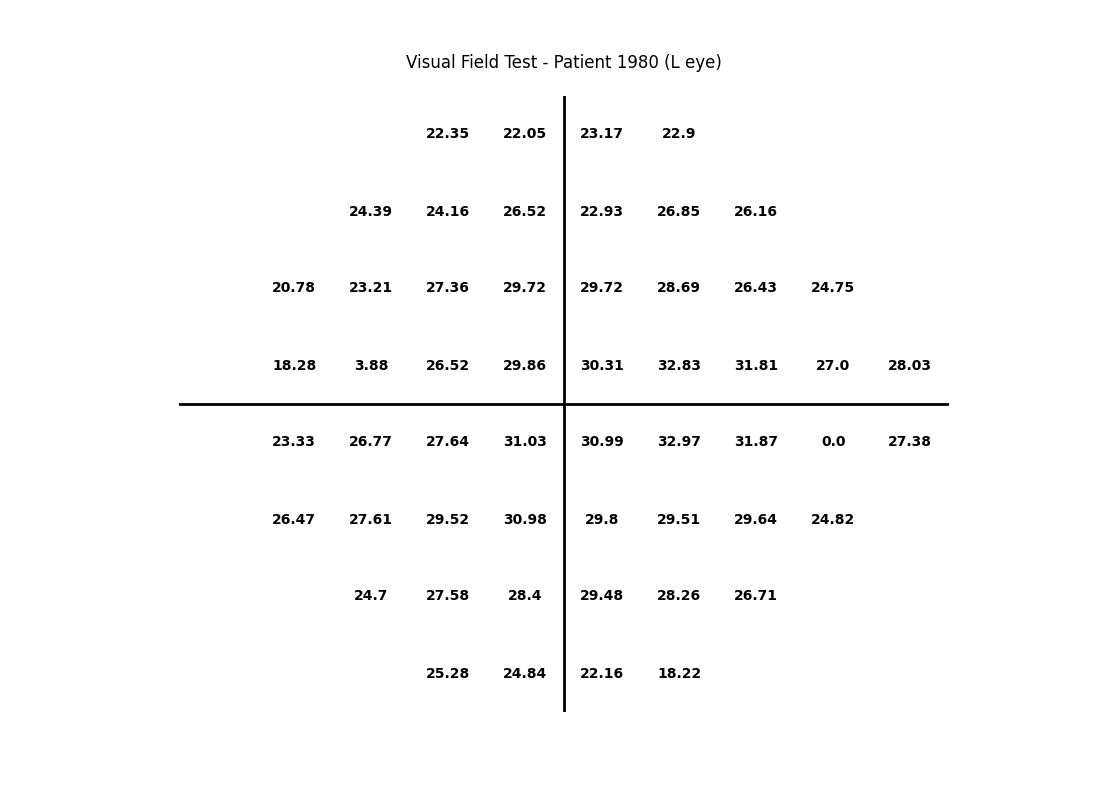 Visual Field Test - Patient 1980 (L eye)
22.35 22.05 23.17 22.9
24.39 24.16 26.52 22.93 26.85 26.16
20.78 23.21 27.36 29.72 29.72 28.69 26.43 24.75
18.28 3.88 26.52 29.86 30.31 32.83 31.81 27.0 28.03
23.33 26.77 27.64 31.03 30.99 32.97 31.87 0.0 27.38
26.47 27.61 29.52 30.98 29.8 29.51 29.64 24.82
24.7 27.58 28.4 29.48 28.26 26.71
25.28 24.84 22.16 18.22